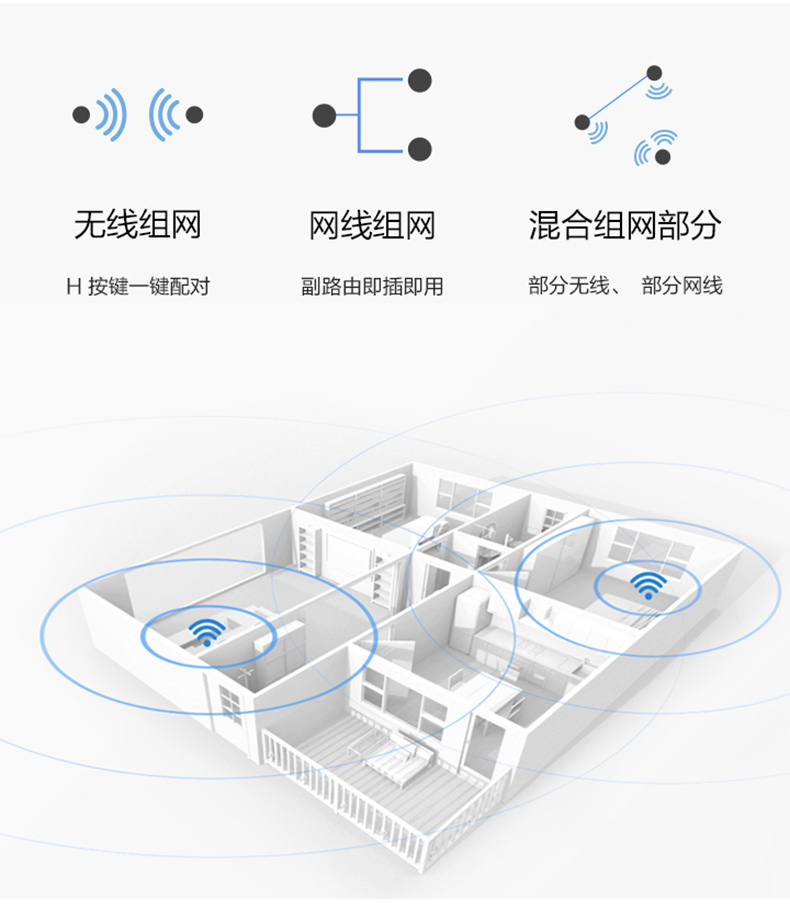 无线组网
网线组网
混合组网部分
H 按键一键配对
副路由即插即用
部分无线、 部分网线